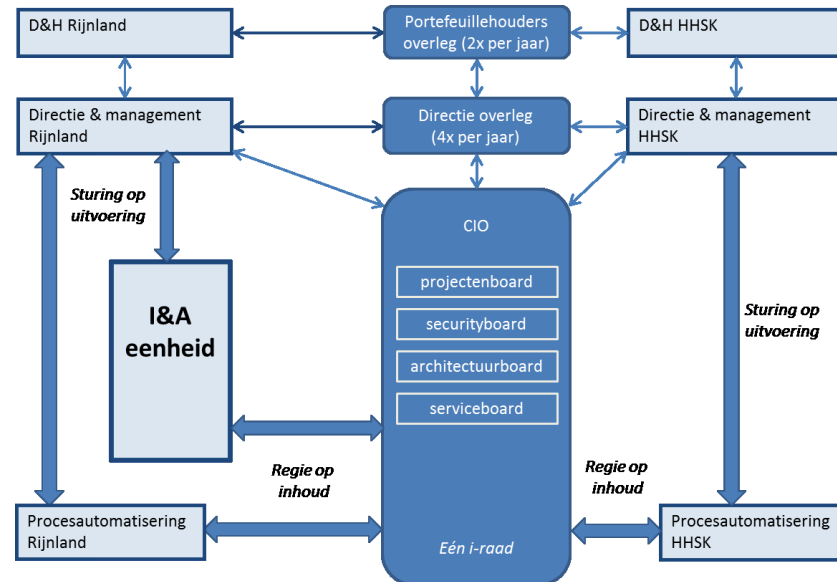 D&H Rijnland
Portefeuillehouders
overleg (2x per jaar)
D&H HHSK
Directie & management
Rijnland
Directie overleg
(4x per jaar)
Directie & management
HHSK
Sturing op
uitvoering
CIO
projectenboard
securityboard
architectuurboard
serviceboard
I&A
eenheid
Sturing op
uitvoering
Regie op
inhoud
Regie op
inhoud
Procesautomatisering
Rijnland
Eén i-raad
Procesautomatisering
HHSK